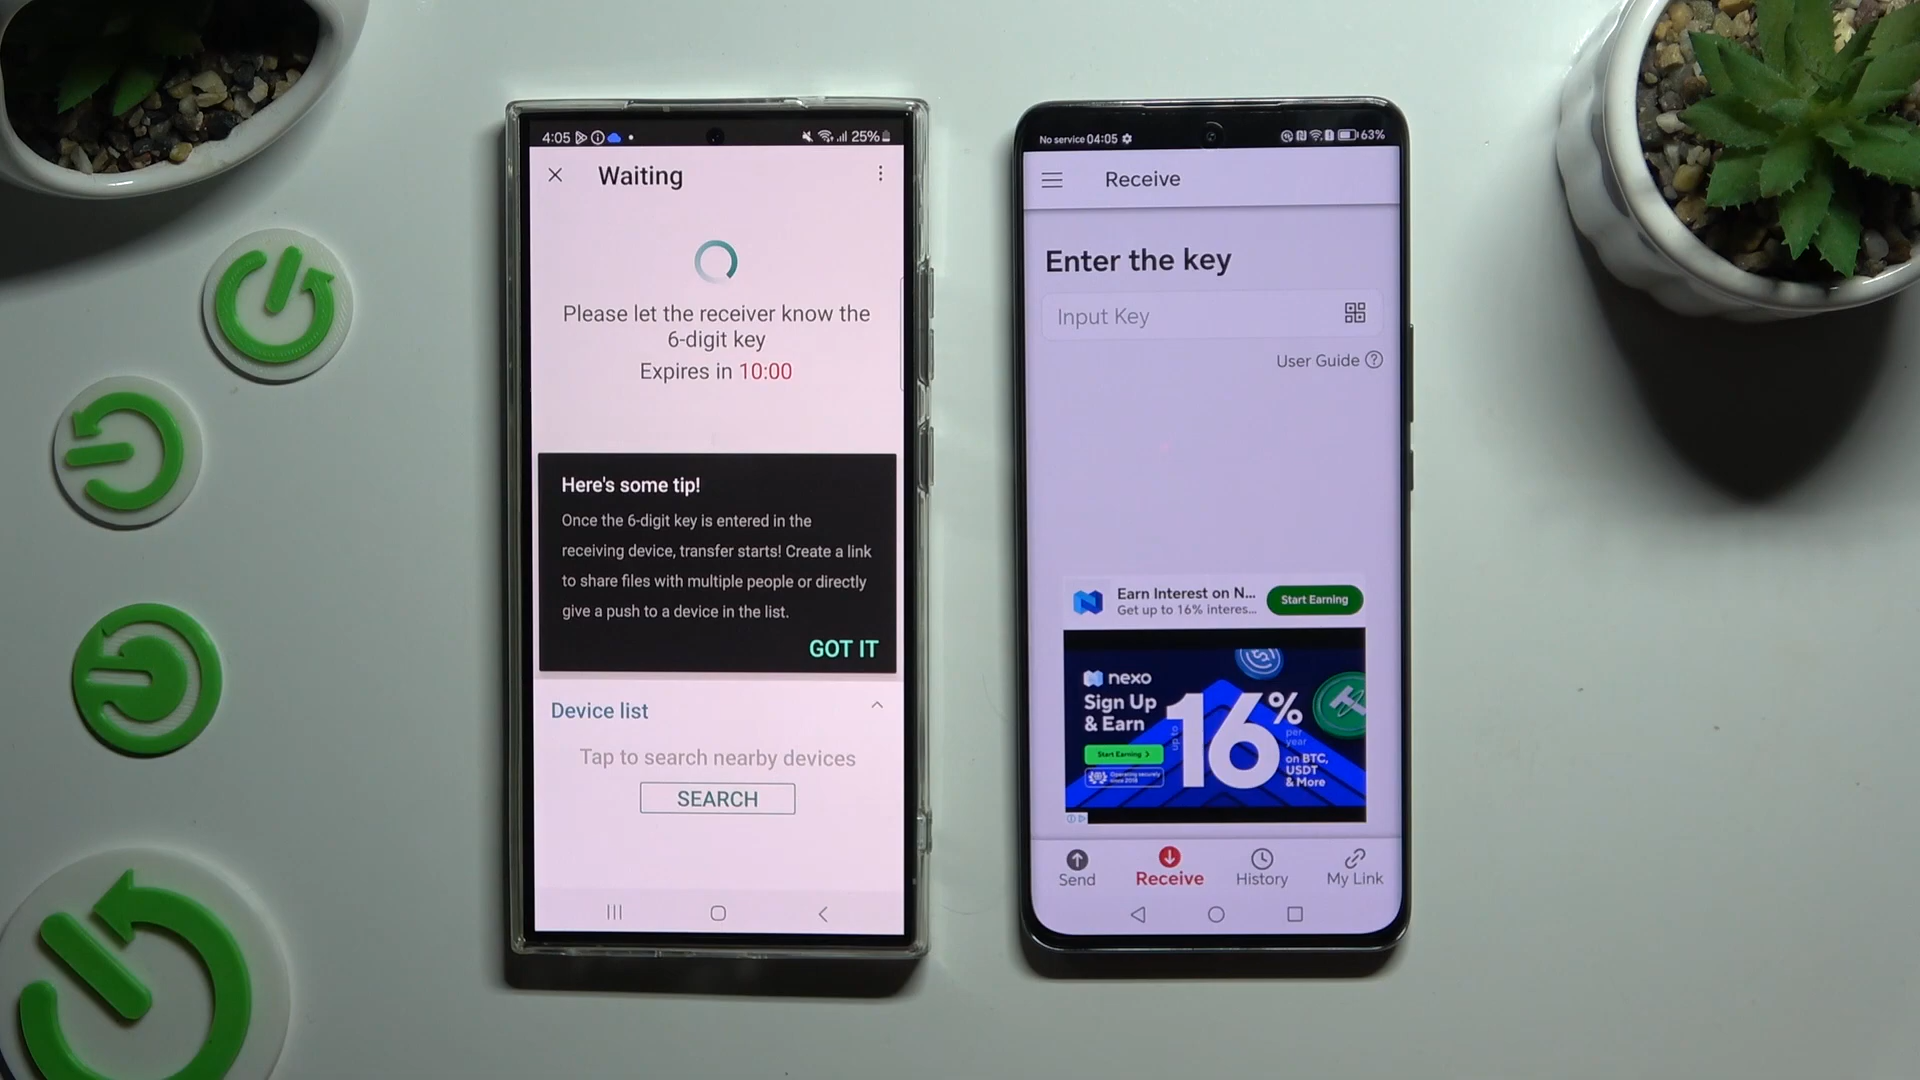 4:05
25%
Waiting
Please let the receiver know the
6-digit key
Expires in 10:00
Here's some tip!
Once the 6-digit key is entered in the
receiving device, transfer starts! Create a link
to share files with multiple people or directly
give a push to a device in the list.
GOT IT
Device list
Tap to search nearby devices
SEARCH
No service 04:05
63%
Receive
Enter the key
Input Key
User Guide
Earn Interest on N...
Get up to 16% interes...
Start Earning
nexo
Sign Up
& Earn
Start Earning
Operating securely
since 2018
up to
16%
per
year
on BTC,
USDT
& More
Send
Receive
History
My Link